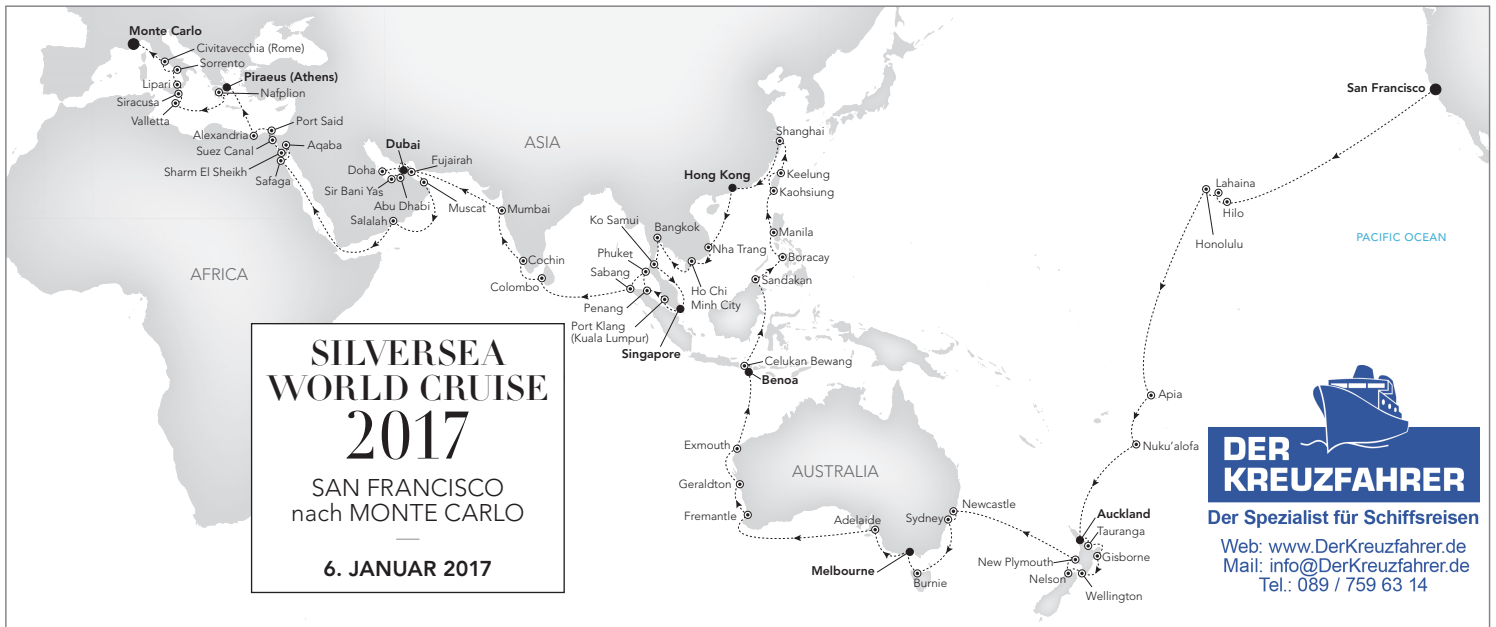 Monte Carlo
Civitavecchia (Rome)
Sorrento
Piraeus (Athens)
Nafplion
Lipari
Siracusa
Valletta
Alexandria
Port Said
Suez Canal
Aqaba
Sharm El Sheikh
Safaga
Dubai
Doha
Fujairah
Sir Bani Yas
Abu Dhabi
Muscat
Salalah
Mumbai
Cochin
Colombo
ASIA
AFRICA
Shanghai
Hong Kong
Keelung
Kaohsiung
Ko Samui
Bangkok
Nha Trang
Manila
Phuket
Boracay
Sabang
Sandakan
Ho Chi
Minh City
Penang
Port Klang
(Kuala Lumpur)
Singapore
Celukan Bewang
Benoa
Exmouth
Geraldton
Fremantle
AUSTRALIA
Adelaide
Sydney
Newcastle
Melbourne
Burnie
San Francisco
Lahaina
Hilo
Honolulu
PACIFIC OCEAN
Apia
Nuku'alofa
Auckland
Tauranga
New Plymouth
Gisborne
Nelson
Wellington
SILVERSEA
WORLD CRUISE
2017
SAN FRANCISCO
nach MONTE CARLO
6. JANUAR 2017
DER
KREUZFAHRER
Der Spezialist für Schiffsreisen
Web: www.DerKreuzfahrer.de
Mail: info@DerKreuzfahrer.de
Tel.: 089 / 759 63 14